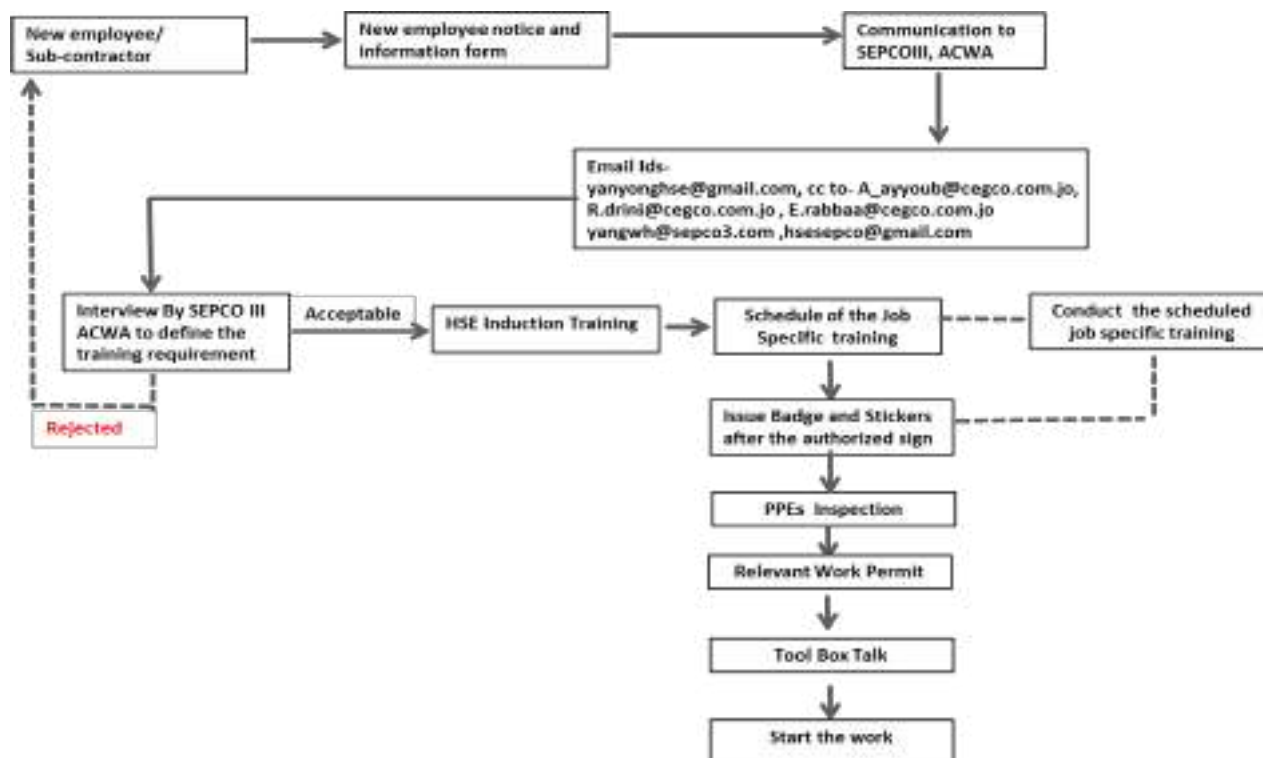 New employee/
Sub-contractor
New employee notice and
Information form
Communication to
SEPCOIII, ACWA
Email Ids-
yanyonghse@gmail.com, cc to- A_ayyoub@cegco.com.jo,
R.drini@cegco.com.jo , E.rabbaa@cegco.com.jo
yangwh@sepco3.com ,hsesepco@gmail.com
Interview By SEPCO III
ACWA to define the
training requirement
Acceptable
HSE Induction Training
Schedule of the Job
Specific training
Conduct the scheduled
job specific training
Rejected
Issue Badge and Stickers
after the authorized sign
PPEs Inspection
Relevant Work Permit
Tool Box Talk
Start the work